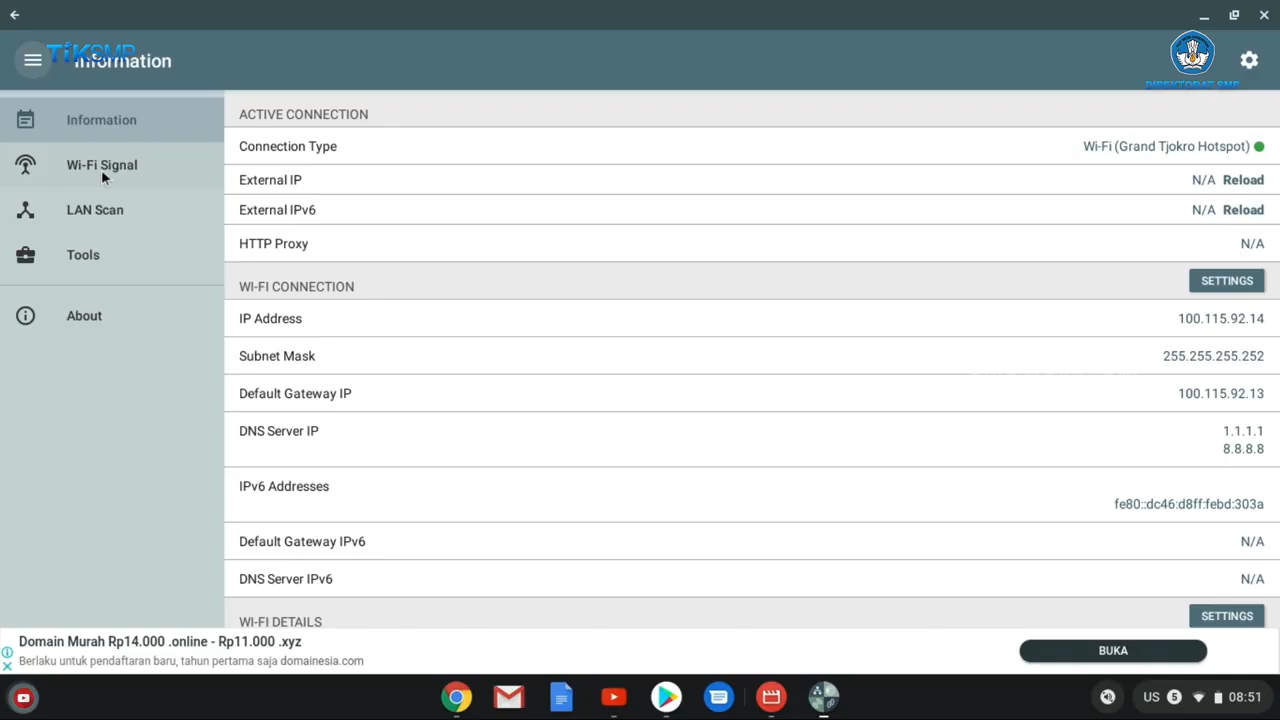 TiKSMP
Information
DIREKTORAT SMP
Information
Wi-Fi Signal
LAN Scan
Tools
About
ACTIVE CONNECTION
Connection Type Wi-Fi (Grand Tjokro Hotspot)
External IP N/A Reload
External IPv6 N/A Reload
HTTP Proxy N/A
WI-FI CONNECTION SETTINGS
IP Address 100.115.92.14
Subnet Mask 255.255.255.252
Default Gateway IP 100.115.92.13
DNS Server IP 1.1.1.1
8.8.8.8
IPv6 Addresses
fe80::dc46:d8ff:febd:303a
Default Gateway IPv6 N/A
DNS Server IPv6 N/A
WI-FI DETAILS SETTINGS
Domain Murah Rp14.000 .online - Rp11.000 .xyz
Berlaku untuk pendaftaran baru, tahun pertama saja domainesia.com
BUKA
US 5 08:51